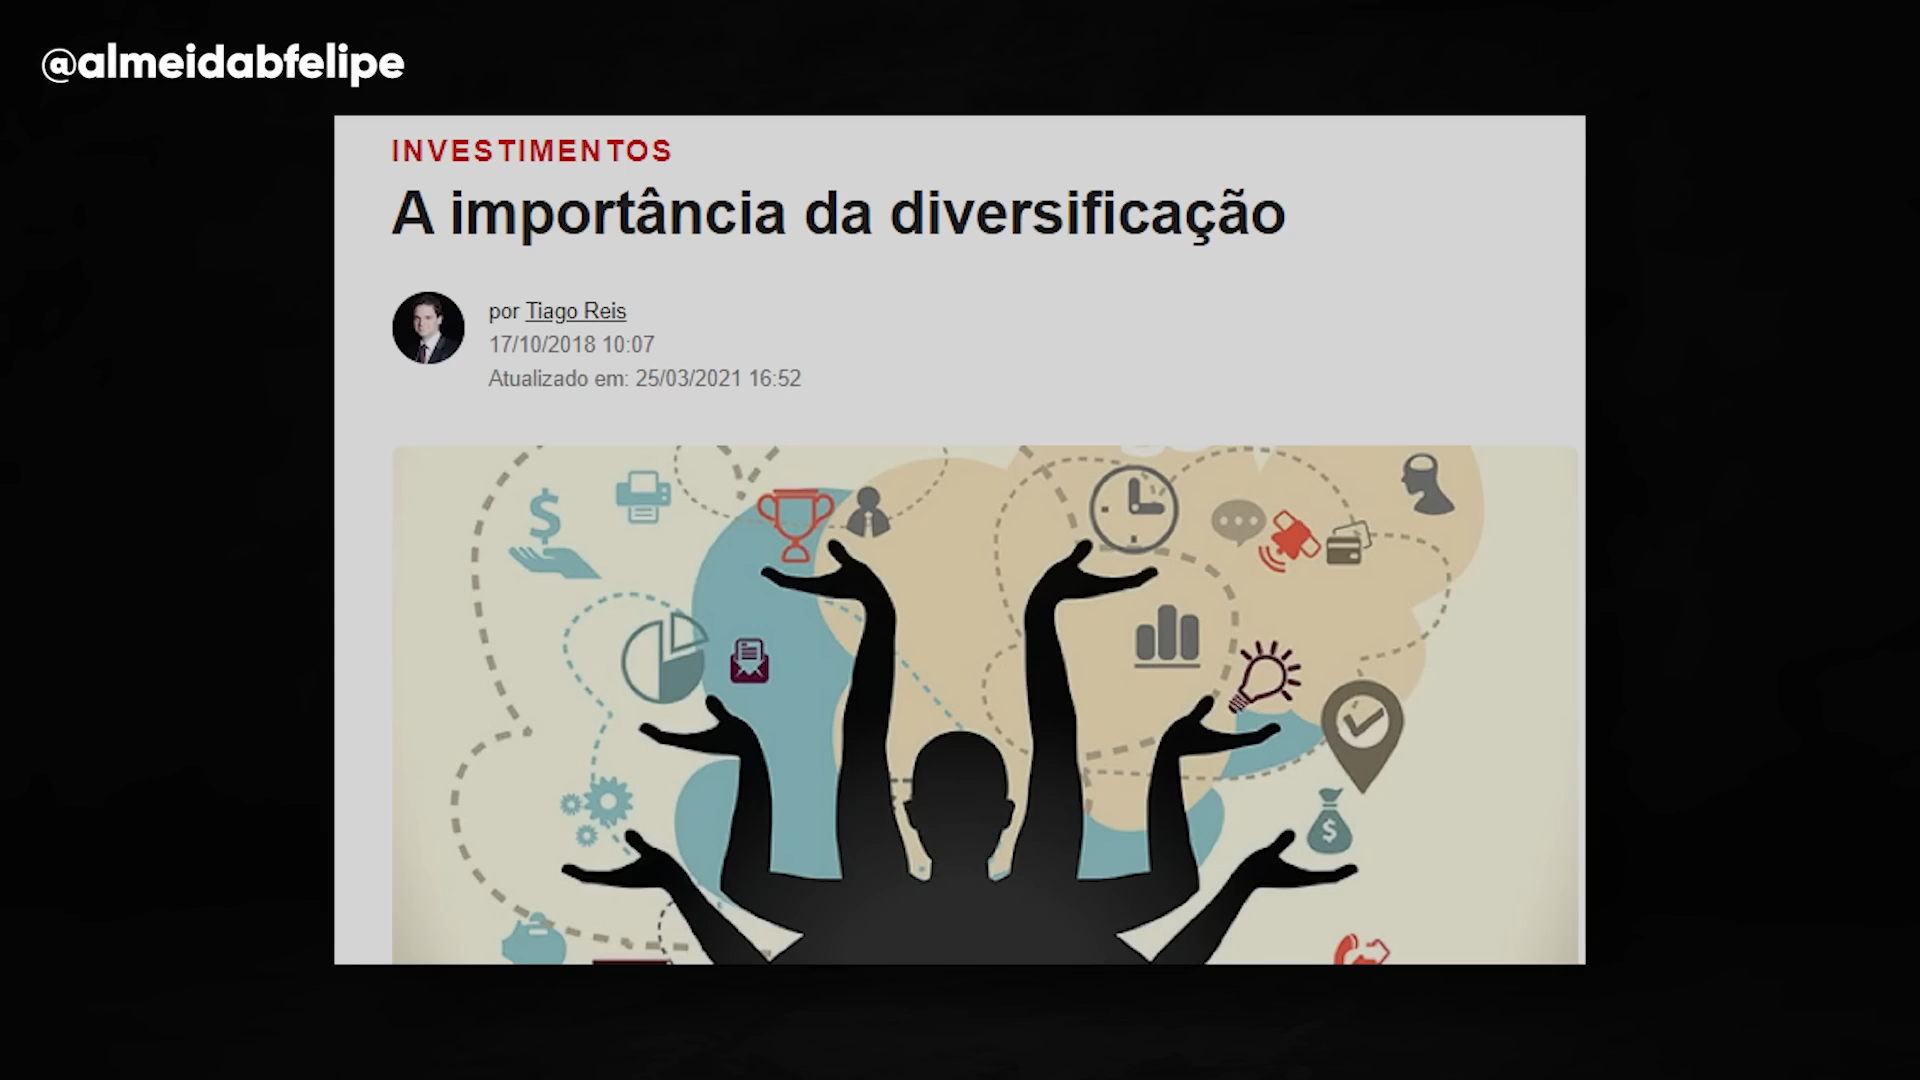 @almeidabfelipe
INVESTIMENTOS
A importância da diversificação
por Tiago Reis
17/10/2018 10:07
Atualizado em: 25/03/2021 16:52
$
$